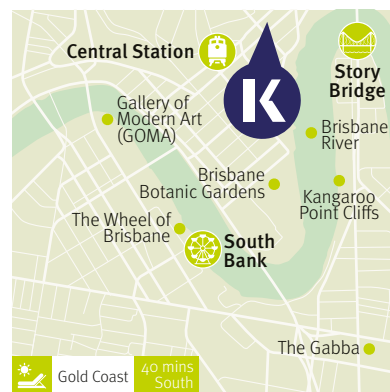 Central Station
K
Story
Bridge
Gallery of
Modern Art
(GOMA)
Brisbane
River
Brisbane
Botanic Gardens
Kangaroo
Point Cliffs
The Wheel of
Brisbane
South
Bank
The Gabba
Gold Coast
40 mins
South